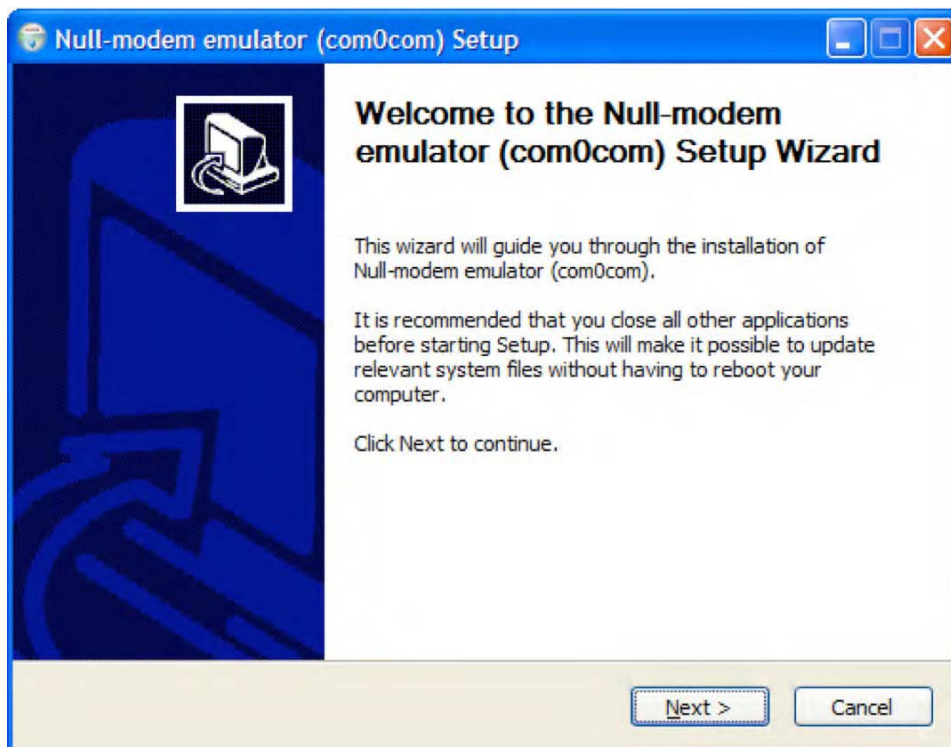 Null-modem emulator (com0com) Setup
Welcome to the Null-modem
emulator (com0com) Setup Wizard
This wizard will guide you through the installation of
Null-modem emulator (com0com).
It is recommended that you close all other applications
before starting Setup. This will make it possible to update
relevant system files without having to reboot your
computer.
Click Next to continue.
Next >
Cancel